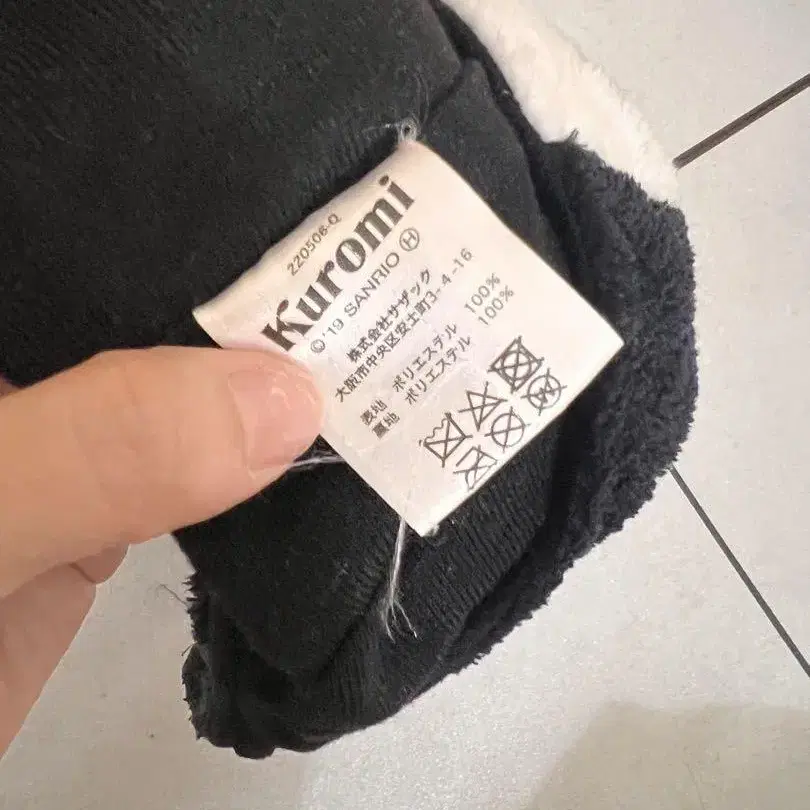 220506-Q
Kuromi
©'19 SANRIO Ⓗ
株式会社サザック
大阪市中央区安土町3-4-16
表地 ポリエステル 100%
裏地 ポリエステル 100%